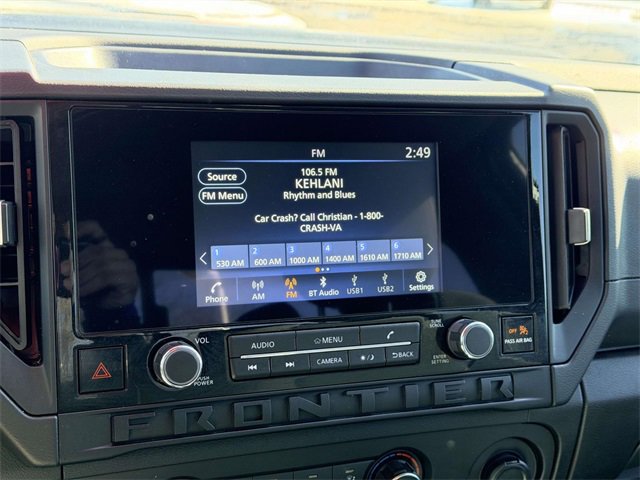 FM 2:49
Source
FM Menu
106.5 FM
KEHLANI
Rhythm and Blues
Car Crash? Call Christian - 1-800-
CRASH-VA
1 2 3 4 5 6
530 AM 600 AM 1000 AM 1400 AM 1610 AM 1710 AM
Phone AM FM BT Audio USB1 USB2 Settings
VOL
PUSH
POWER
AUDIO MENU
CAMERA BACK
TUNE
SCROLL
ENTER
SETTING
OFF
PASS AIR BAG
FRONTIER